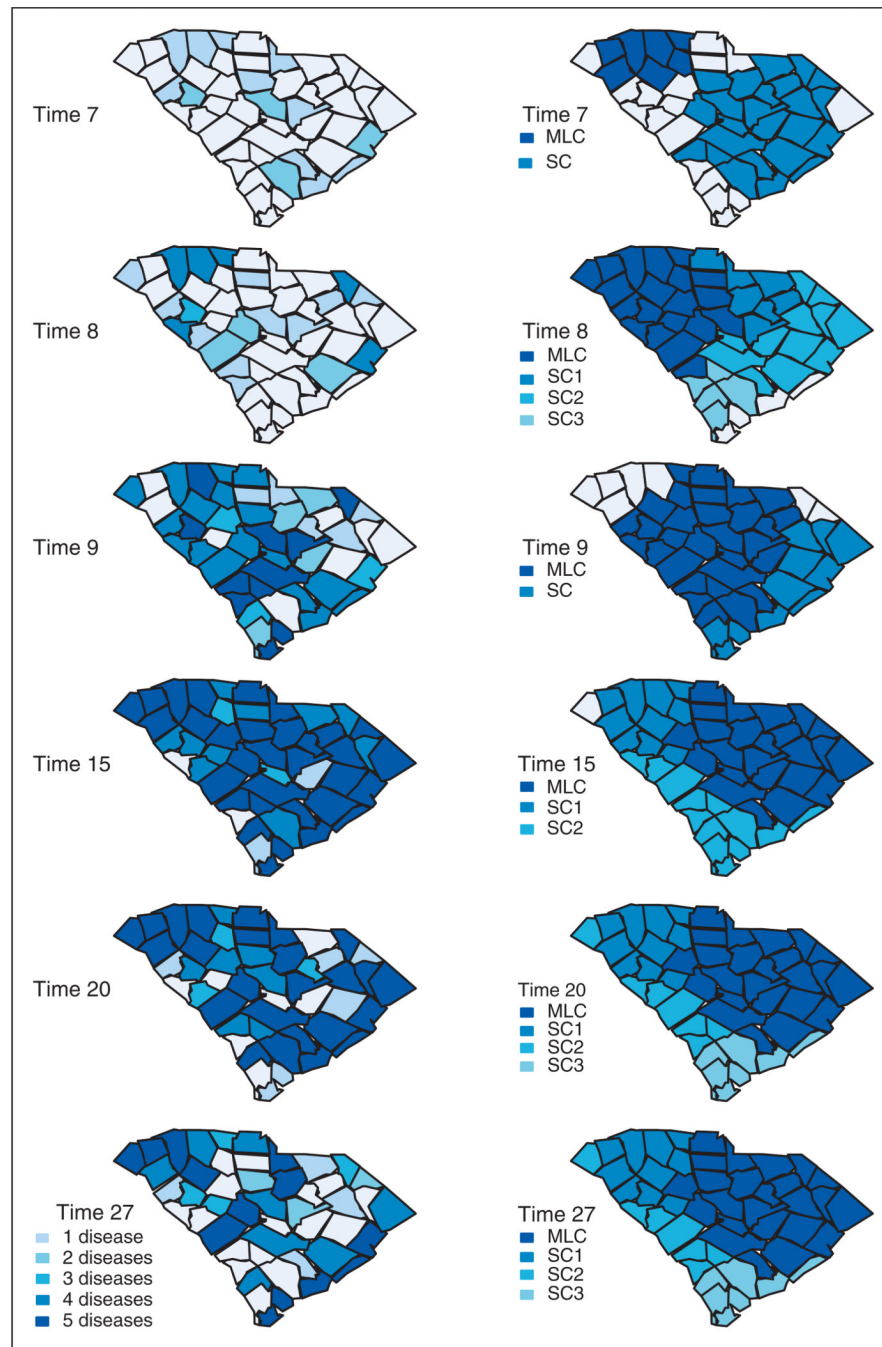 Time 7
Time 7
MLC
SC
Time 8
Time 8
MLC
SC1
SC2
SC3
Time 9
Time 9
MLC
SC
Time 15
Time 15
MLC
SC1
SC2
Time 20
Time 20
MLC
SC1
SC2
SC3
Time 27
1 disease
2 diseases
3 diseases
4 diseases
5 diseases
Time 27
MLC
SC1
SC2
SC3